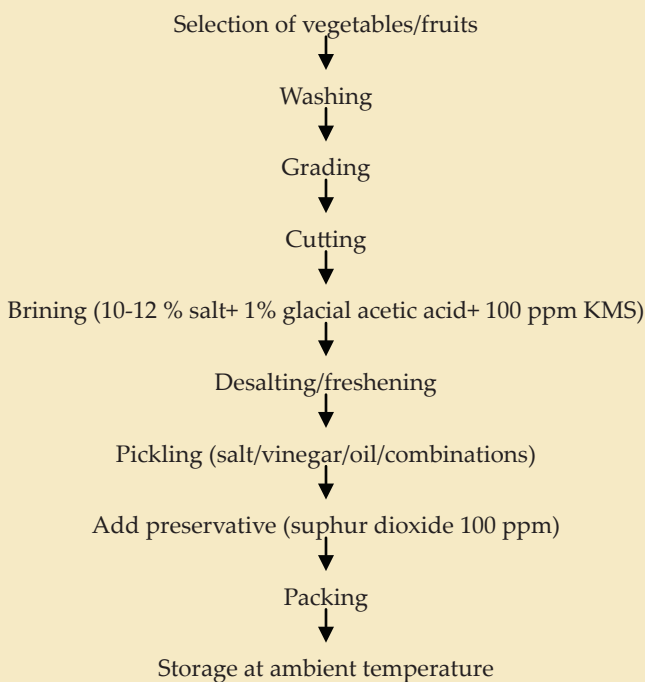 Selection of vegetables/fruits
Washing
Grading
Cutting
Brining (10-12 % salt+ 1% glacial acetic acid+ 100 ppm KMS)
Desalting/freshening
Pickling (salt/vinegar/oil/combinations)
Add preservative (suphur dioxide 100 ppm)
Packing
Storage at ambient temperature